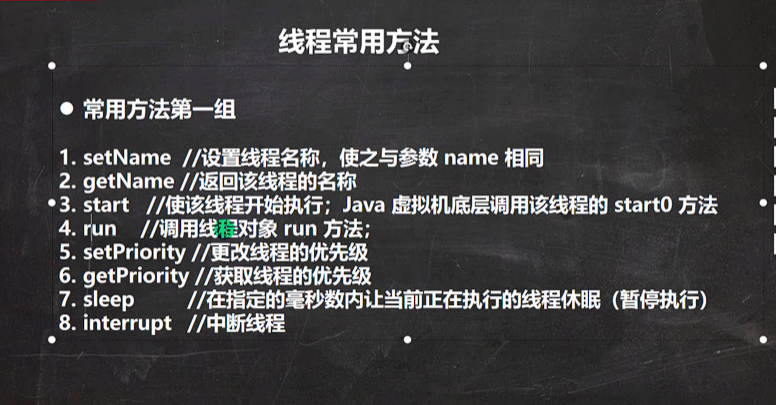 线程常用方法
● 常用方法第一组
1. setName //设置线程名称，使之与参数 name 相同
2. getName //返回该线程的名称
3. start //使该线程开始执行；Java 虚拟机底层调用该线程的 start0 方法
4. run //调用线程对象 run 方法；
5. setPriority //更改线程的优先级
6. getPriority //获取线程的优先级
7. sleep //在指定的毫秒数内让当前正在执行的线程休眠（暂停执行）
8. interrupt //中断线程